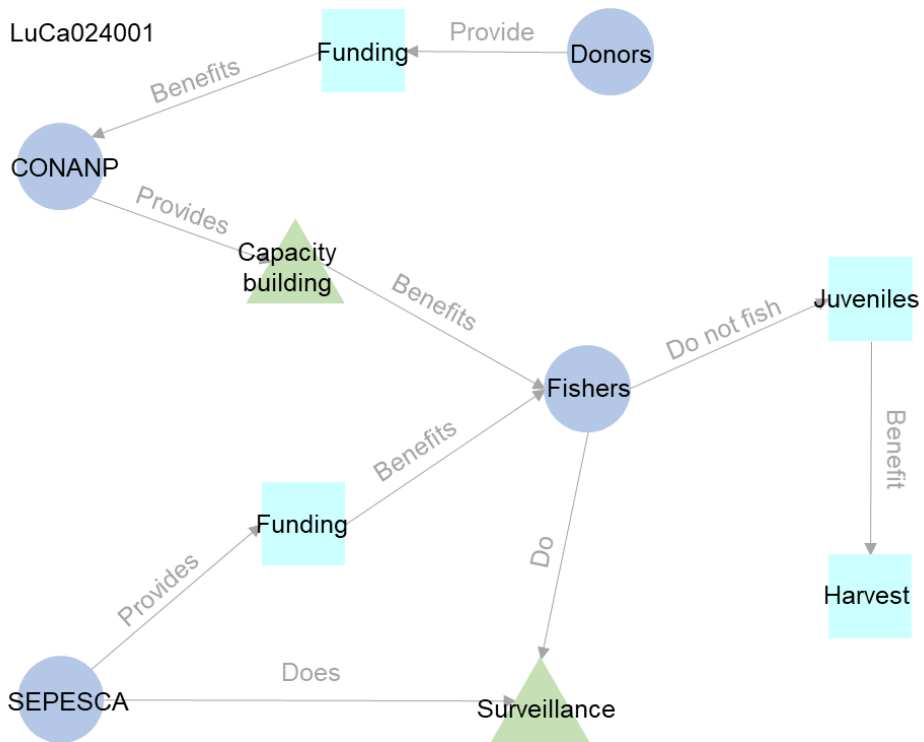 LuCa024001
Funding
Provide
Donors
Benefits
CONANP
Provides
Capacity
building
Benefits
Do not fish
Juveniles
Fishers
Benefit
Benefits
Funding
Do
Provides
Harvest
Does
SEPESCA
Surveillance